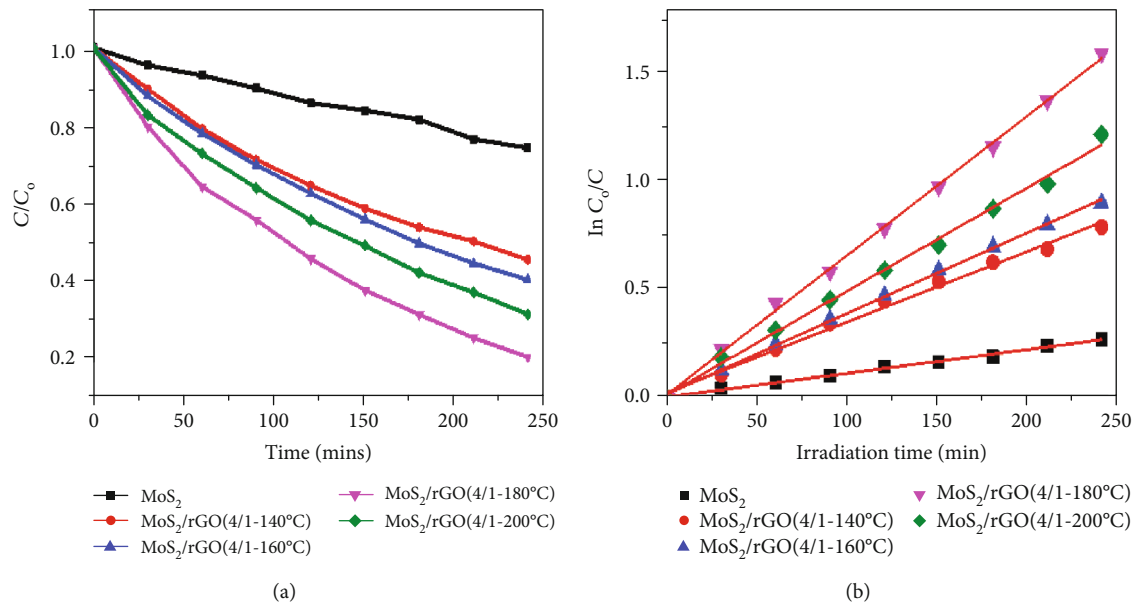 1.0
0.8
0.6
0.4
0.2
C/Cₒ
0 50 100 150 200 250
Time (mins)
MoS₂
MoS₂/rGO(4/1-140°C)
MoS₂/rGO(4/1-160°C)
MoS₂/rGO(4/1-180°C)
MoS₂/rGO(4/1-200°C)
(a)
1.5
1.0
0.5
0.0
In Cₒ/C
0 50 100 150 200 250
Irradiation time (min)
MoS₂
MoS₂/rGO(4/1-140°C)
MoS₂/rGO(4/1-160°C)
MoS₂/rGO(4/1-180°C)
MoS₂/rGO(4/1-200°C)
(b)